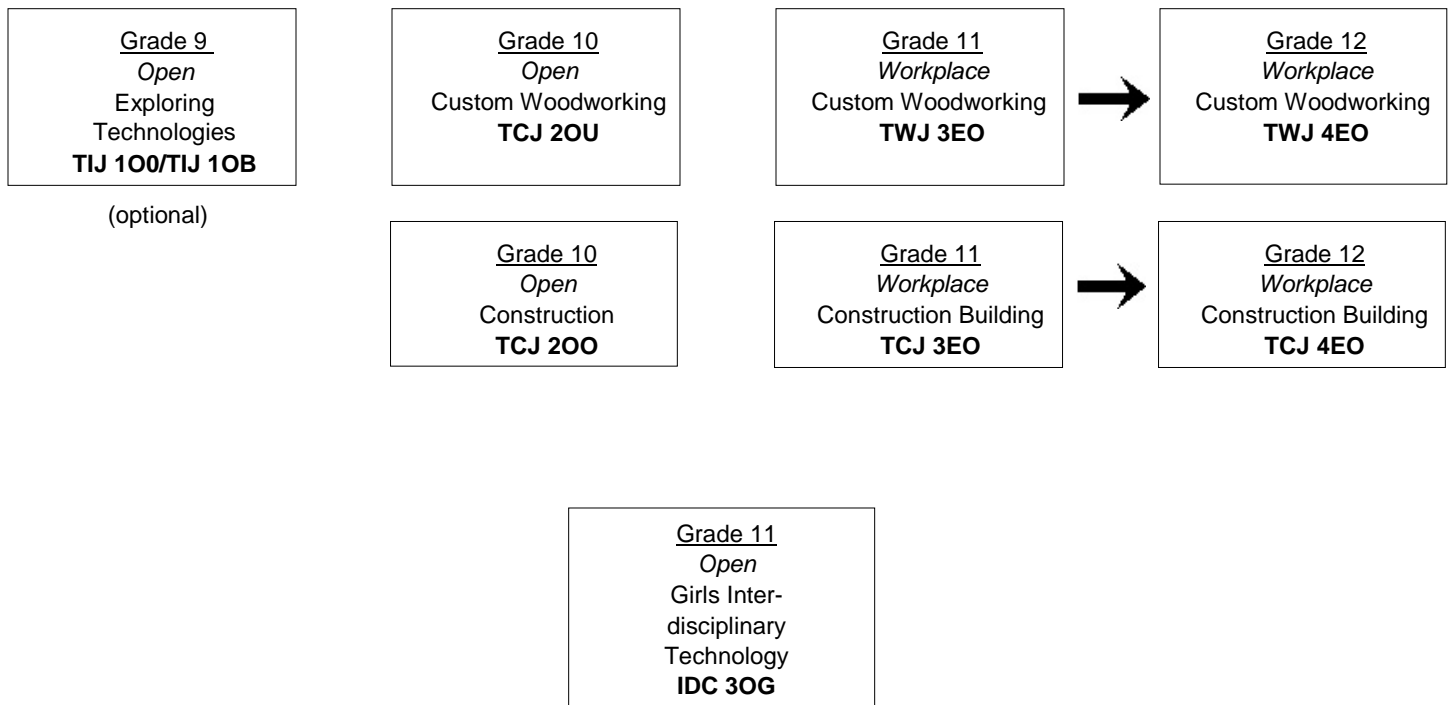 Grade 9
Open
Exploring
Technologies
TIJ 1O0/TIJ 1OB
(optional)
Grade 10
Open
Custom Woodworking
TCJ 2OU
Grade 11
Workplace
Custom Woodworking
TWJ 3EO
Grade 12
Workplace
Custom Woodworking
TWJ 4EO
Grade 10
Open
Construction
TCJ 2OO
Grade 11
Workplace
Construction Building
TCJ 3EO
Grade 12
Workplace
Construction Building
TCJ 4EO
Grade 11
Open
Girls Inter-
disciplinary
Technology
IDC 3OG